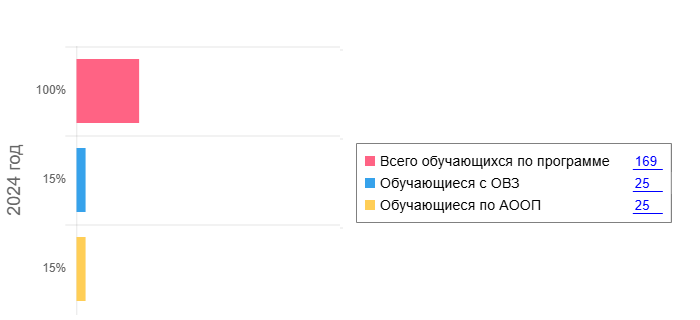 2024 год
100%
15%
15%
Всего обучающихся по программе 169
Обучающиеся с ОВЗ 25
Обучающиеся по АООП 25